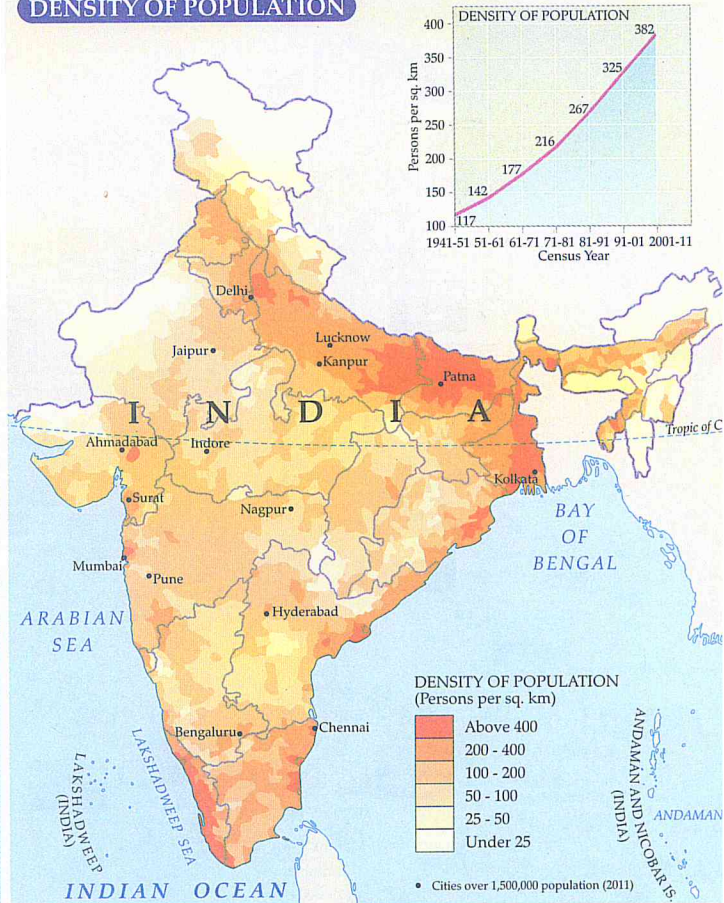 DENSITY OF POPULATION
DENSITY OF POPULATION
Persons per sq. km
400
350
300
250
200
150
100
117
142
177
216
267
325
382
1941-51 51-61 61-71 71-81 81-91 91-01 2001-11
Census Year
Delhi
Jaipur
Lucknow
Kanpur
Patna
INDIA
Tropic of C
Ahmadabad
Indore
Kolkata
Surat
Nagpur
BAY
OF
BENGAL
Mumbai
Pune
Hyderabad
ARABIAN
SEA
Bengaluru
Chennai
LAKSHADWEEP
(INDIA)
LAKSHADWEEP SEA
INDIAN OCEAN
DENSITY OF POPULATION
(Persons per sq. km)
Above 400
200 - 400
100 - 200
50 - 100
25 - 50
Under 25
Cities over 1,500,000 population (2011)
ANDAMAN AND NICOBAR IS.
(INDIA)
ANDAMAN